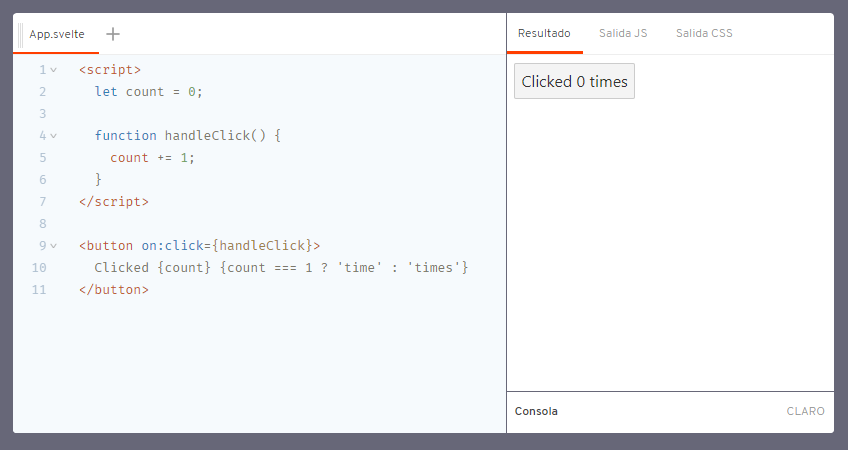 App.svelte +
1 <script>
2 let count = 0;
3
4 function handleClick() {
5 count += 1;
6 }
7 </script>
8
9 <button on:click={handleClick}>
10 Clicked {count} {count === 1 ? 'time' : 'times'}
11 </button>
Resultado Salida JS Salida CSS
Clicked 0 times
Consola CLARO